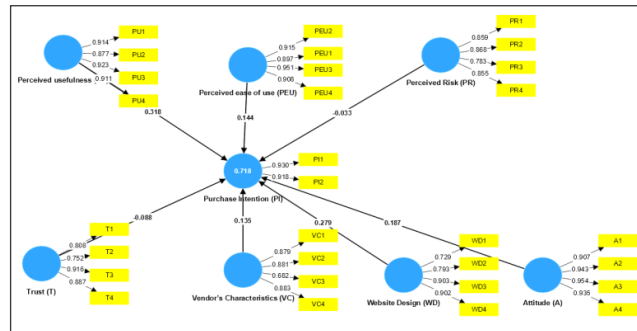 0.914
PU1
0.877
PU2
0.823
PU3
0.911
PU4
Perceived usefulness
0.915
PEU2
0.897
PEU1
0.951
PEU3
0.906
PEU4
Perceived ease of use (PEU)
0.859
PR1
0.868
PR2
0.783
PR3
0.855
PR4
Perceived Risk (PR)
0.318
0.144
-0.033
0.718
0.930
PI1
0.918
PI2
Purchase Intention (PI)
-0.088
0.135
0.279
0.187
0.808
T1
0.752
T2
0.916
T3
0.887
T4
Trust (T)
0.879
VC1
0.881
VC2
0.682
VC3
0.883
VC4
Vendor's Characteristics (VC)
0.729
WD1
0.793
WD2
0.903
WD3
0.902
WD4
Website Design (WD)
0.907
A1
0.943
A2
0.954
A3
0.935
A4
Attitude (A)